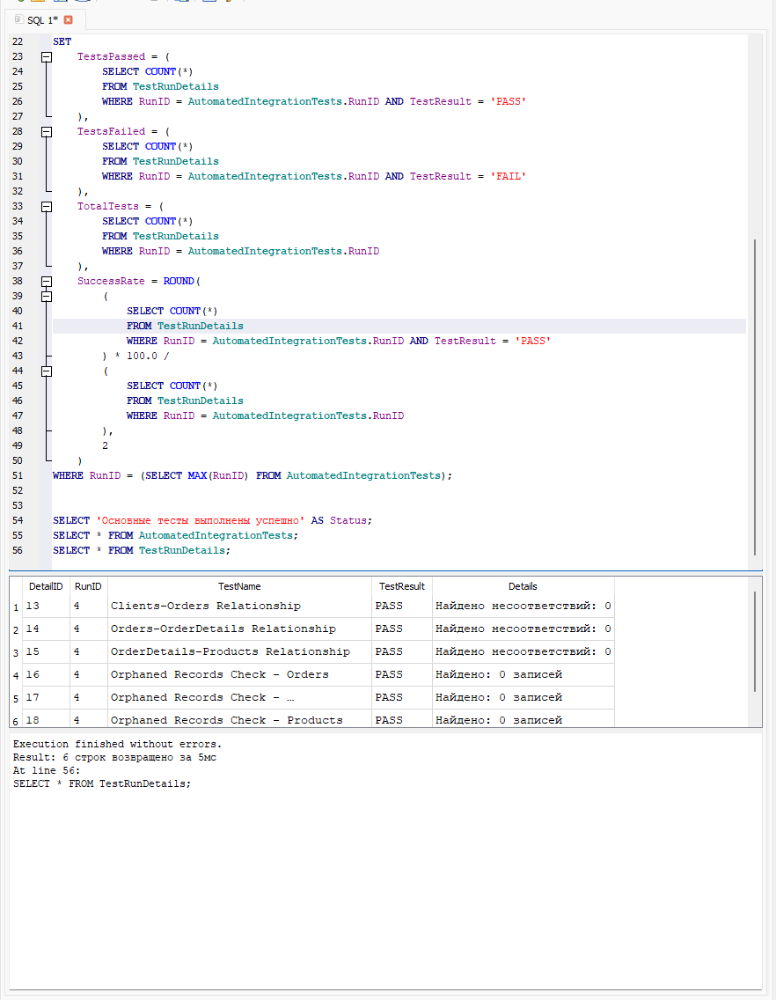 SQL 1*
22 SET
23 TestsPassed = (
24 SELECT COUNT(*)
25 FROM TestRunDetails
26 WHERE RunID = AutomatedIntegrationTests.RunID AND TestResult = 'PASS'
27 ),
28 TestsFailed = (
29 SELECT COUNT(*)
30 FROM TestRunDetails
31 WHERE RunID = AutomatedIntegrationTests.RunID AND TestResult = 'FAIL'
32 ),
33 TotalTests = (
34 SELECT COUNT(*)
35 FROM TestRunDetails
36 WHERE RunID = AutomatedIntegrationTests.RunID
37 ),
38 SuccessRate = ROUND(
39 (
40 SELECT COUNT(*)
41 FROM TestRunDetails
42 WHERE RunID = AutomatedIntegrationTests.RunID AND TestResult = 'PASS'
43 ) * 100.0 /
44 (
45 SELECT COUNT(*)
46 FROM TestRunDetails
47 WHERE RunID = AutomatedIntegrationTests.RunID
48 ),
49 2
50 )
51 WHERE RunID = (SELECT MAX(RunID) FROM AutomatedIntegrationTests);
52
53
54 SELECT 'Основные тесты выполнены успешно' AS Status;
55 SELECT * FROM AutomatedIntegrationTests;
56 SELECT * FROM TestRunDetails;
DetailID RunID TestName TestResult Details
1 13 4 Clients-Orders Relationship PASS Найдено несоответствий: 0
2 14 4 Orders-OrderDetails Relationship PASS Найдено несоответствий: 0
3 15 4 OrderDetails-Products Relationship PASS Найдено несоответствий: 0
4 16 4 Orphaned Records Check - Orders PASS Найдено: 0 записей
5 17 4 Orphaned Records Check - … PASS Найдено: 0 записей
6 18 4 Orphaned Records Check - Products PASS Найдено: 0 записей
Execution finished without errors.
Result: 6 строк возвращено за 5мс
At line 56:
SELECT * FROM TestRunDetails;